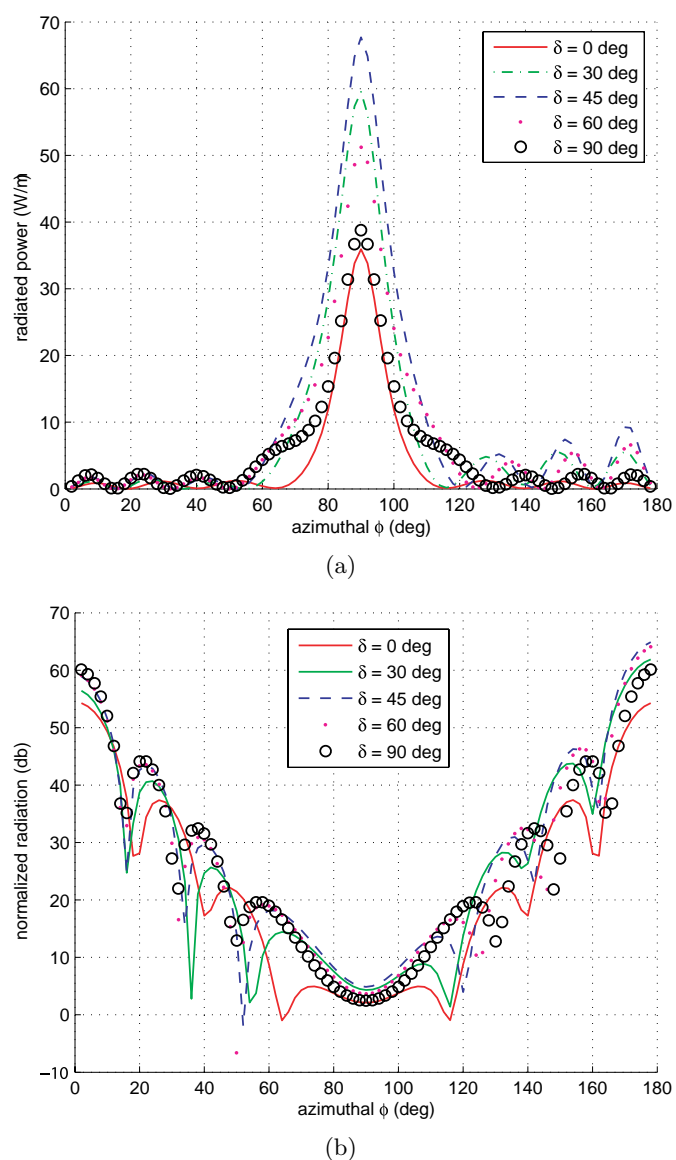 70
60
50
40
30
20
10
0
radiated power (W/m)
δ = 0 deg
δ = 30 deg
δ = 45 deg
δ = 60 deg
δ = 90 deg
0 20 40 60 80 100 120 140 160 180
azimuthal ϕ (deg)
(a)
70
60
50
40
30
20
10
0
−10
normalized radiation (db)
δ = 0 deg
δ = 30 deg
δ = 45 deg
δ = 60 deg
δ = 90 deg
0 20 40 60 80 100 120 140 160 180
azimuthal ϕ (deg)
(b)